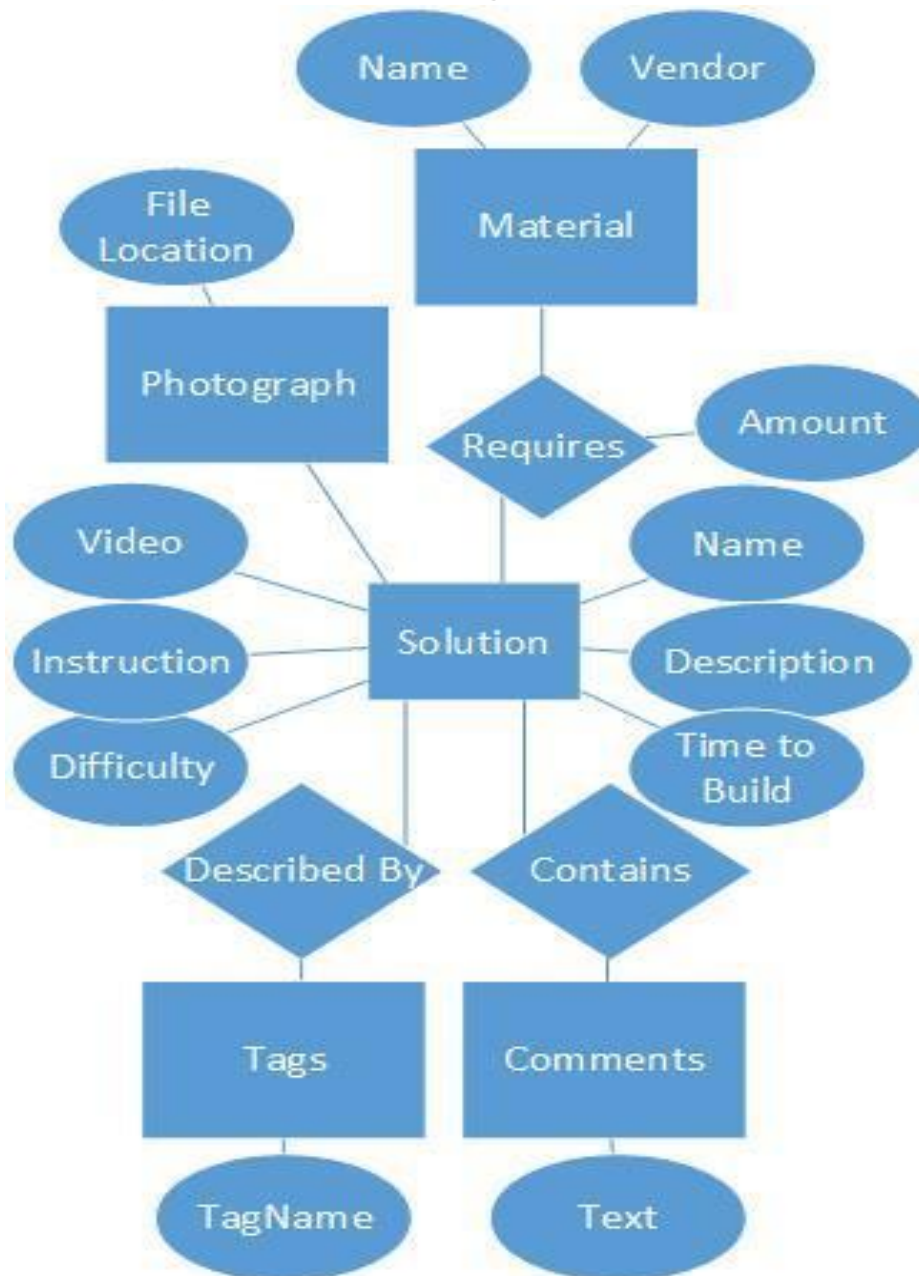 Name
Vendor
Material
File
Location
Photograph
Requires
Amount
Video
Name
Solution
Instruction
Description
Difficulty
Time to
Build
Described By
Contains
Tags
Comments
TagName
Text